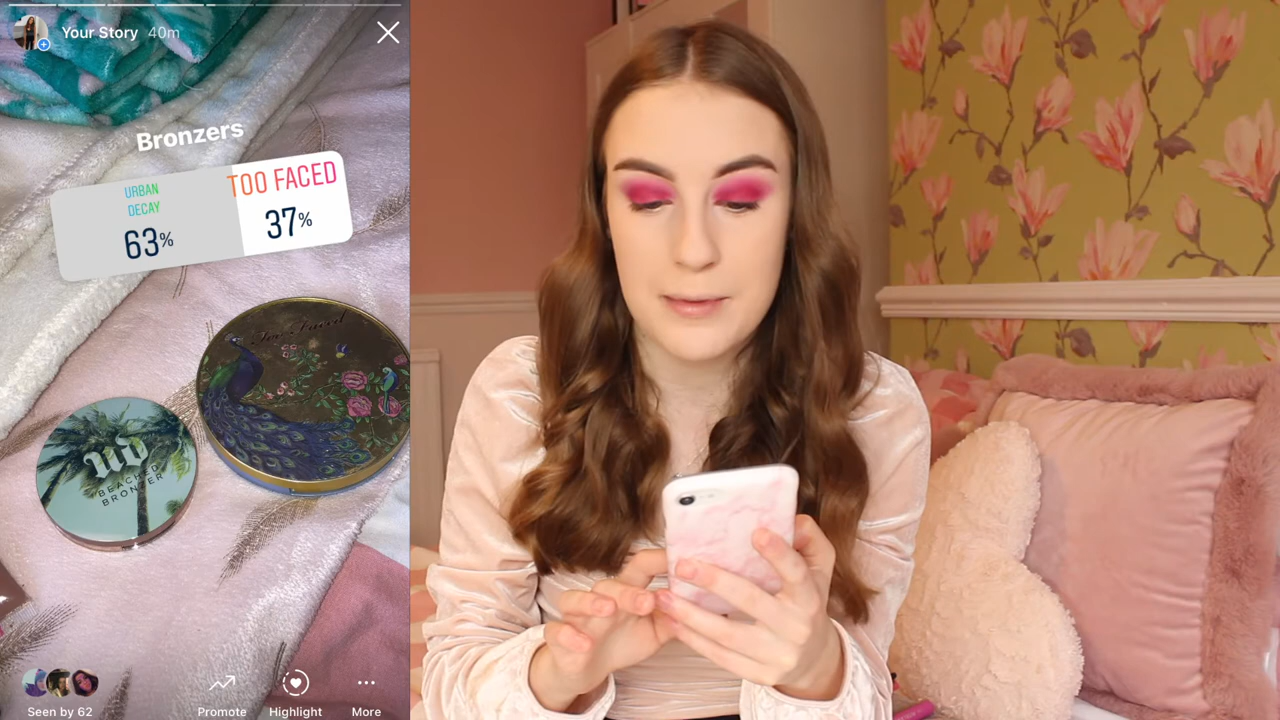 Your Story 40m
Bronzers
URBAN
DECAY
63%
TOO FACED
37%
Too Faced
UD
BEACHED
BRONZER
Seen by 62
Promote
Highlight
More